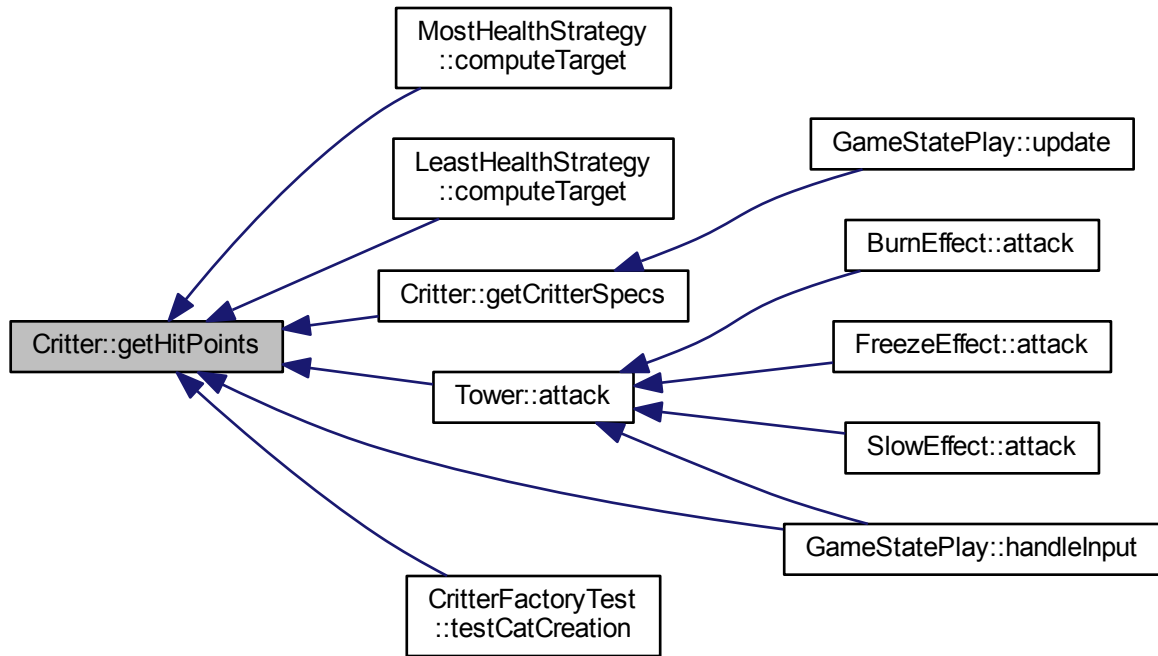 MostHealthStrategy
::computeTarget
LeastHealthStrategy
::computeTarget
Critter::getCritterSpecs
Critter::getHitPoints
Tower::attack
CritterFactoryTest
::testCatCreation
GameStatePlay::update
BurnEffect::attack
FreezeEffect::attack
SlowEffect::attack
GameStatePlay::handleInput